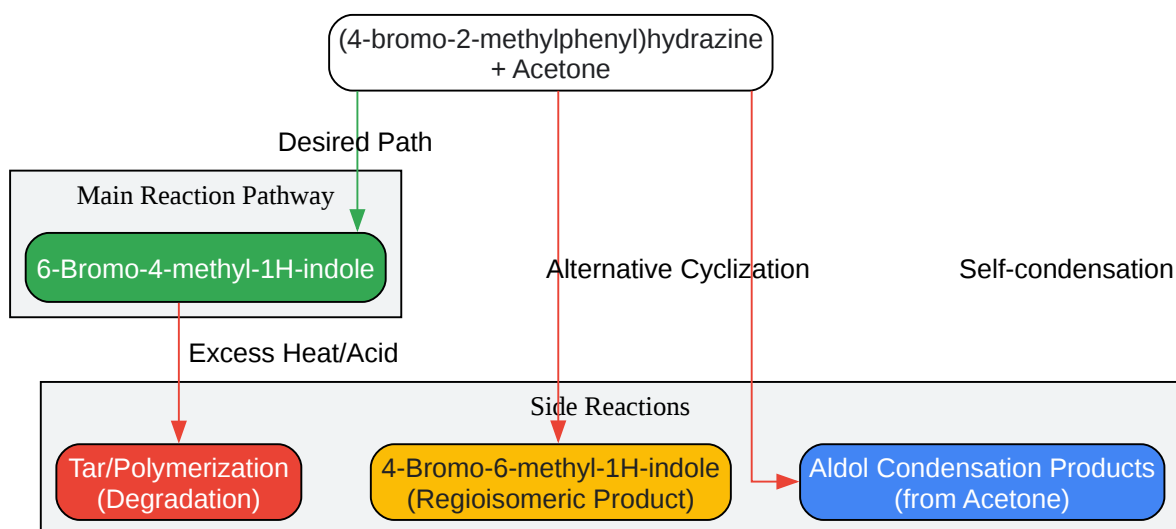 (4-bromo-2-methylphenyl)hydrazine
+ Acetone
Desired Path
Main Reaction Pathway
6-Bromo-4-methyl-1H-indole
Alternative Cyclization
Self-condensation
Excess Heat/Acid
Side Reactions
Tar/Polymerization
(Degradation)
4-Bromo-6-methyl-1H-indole
(Regioisomeric Product)
Aldol Condensation Products
(from Acetone)